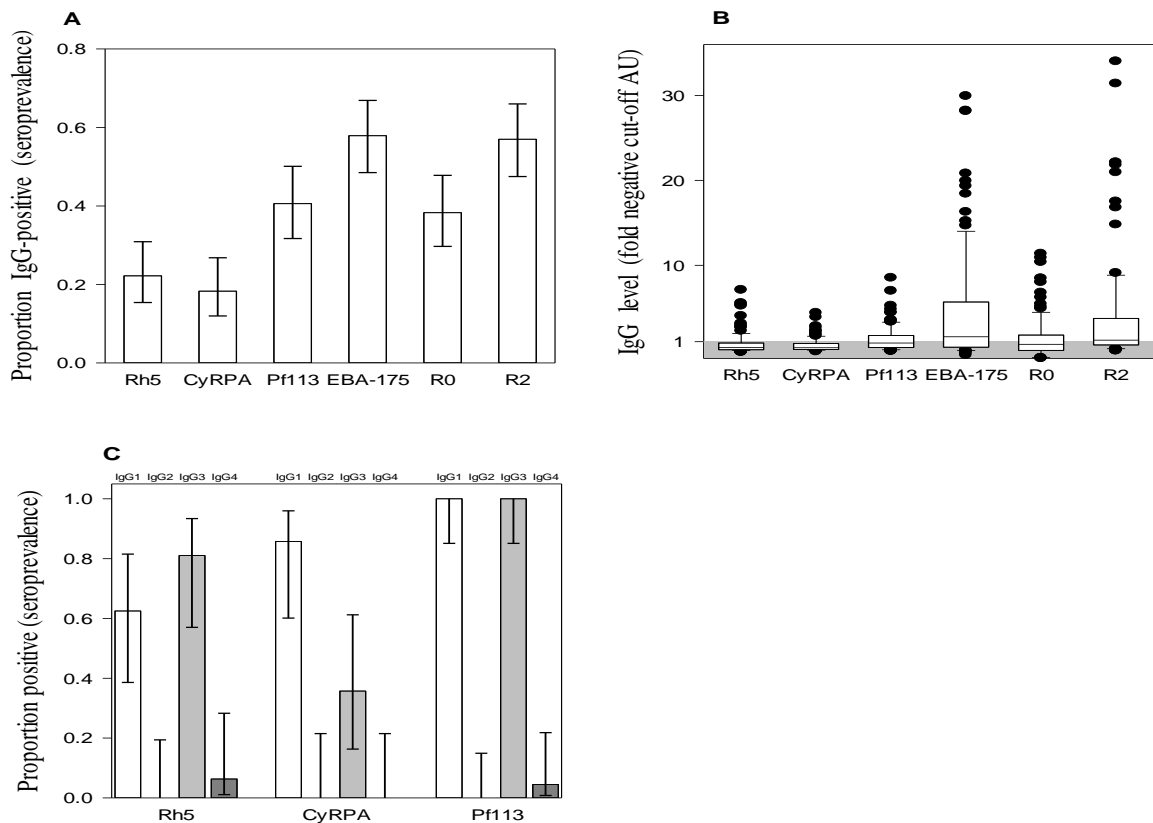 A
Proportion IgG-positive (seroprevalence)
0.8
0.6
0.4
0.2
0.0
Rh5 CyRPA Pf113 EBA-175 R0 R2
B
IgG level (fold negative cut-off AU)
30
20
10
1
Rh5 CyRPA Pf113 EBA-175 R0 R2
C
IgG1 IgG2 IgG3 IgG4 IgG1 IgG2 IgG3 IgG4 IgG1 IgG2 IgG3 IgG4
Proportion positive (seroprevalence)
1.0
0.8
0.6
0.4
0.2
0.0
Rh5 CyRPA Pf113